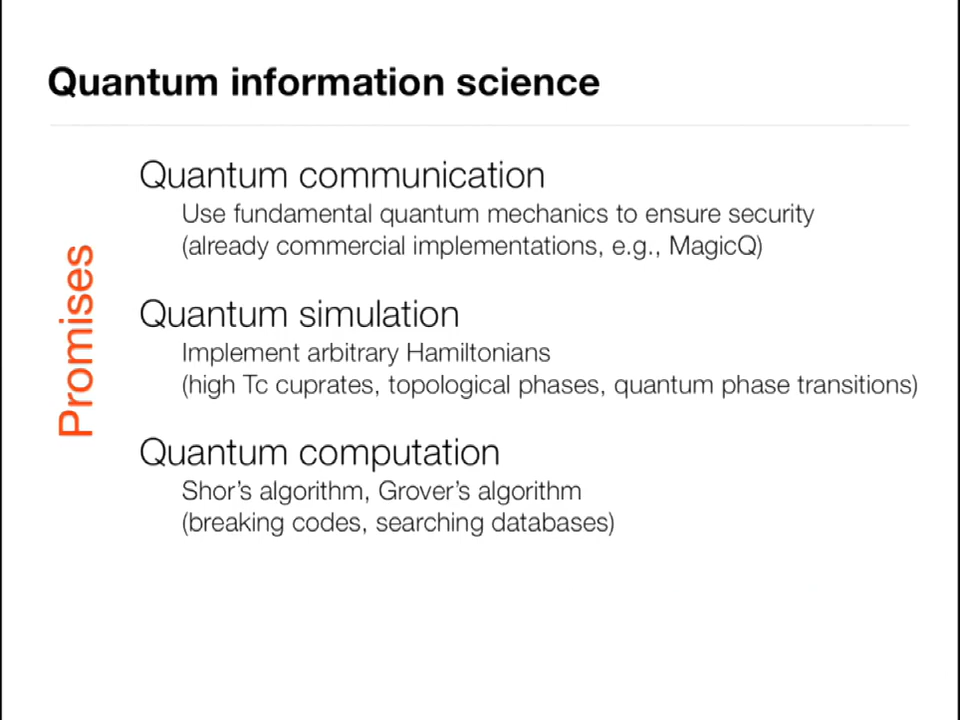 Quantum information science
Promises
Quantum communication
Use fundamental quantum mechanics to ensure security
(already commercial implementations, e.g., MagicQ)
Quantum simulation
Implement arbitrary Hamiltonians
(high Tc cuprates, topological phases, quantum phase transitions)
Quantum computation
Shor's algorithm, Grover's algorithm
(breaking codes, searching databases)